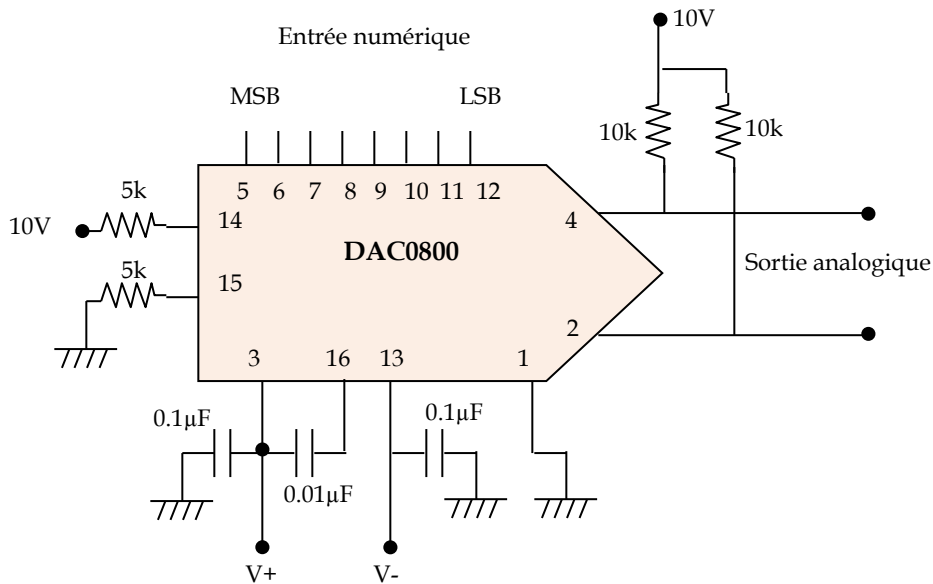 10V
Entrée numérique
MSB LSB
10k 10k
5 6 7 8 9 10 11 12
5k
10V
14
4
DAC0800
5k
15
Sortie analogique
2
3 16 13 1
0.1µF 0.1µF
0.01µF
V+ V-